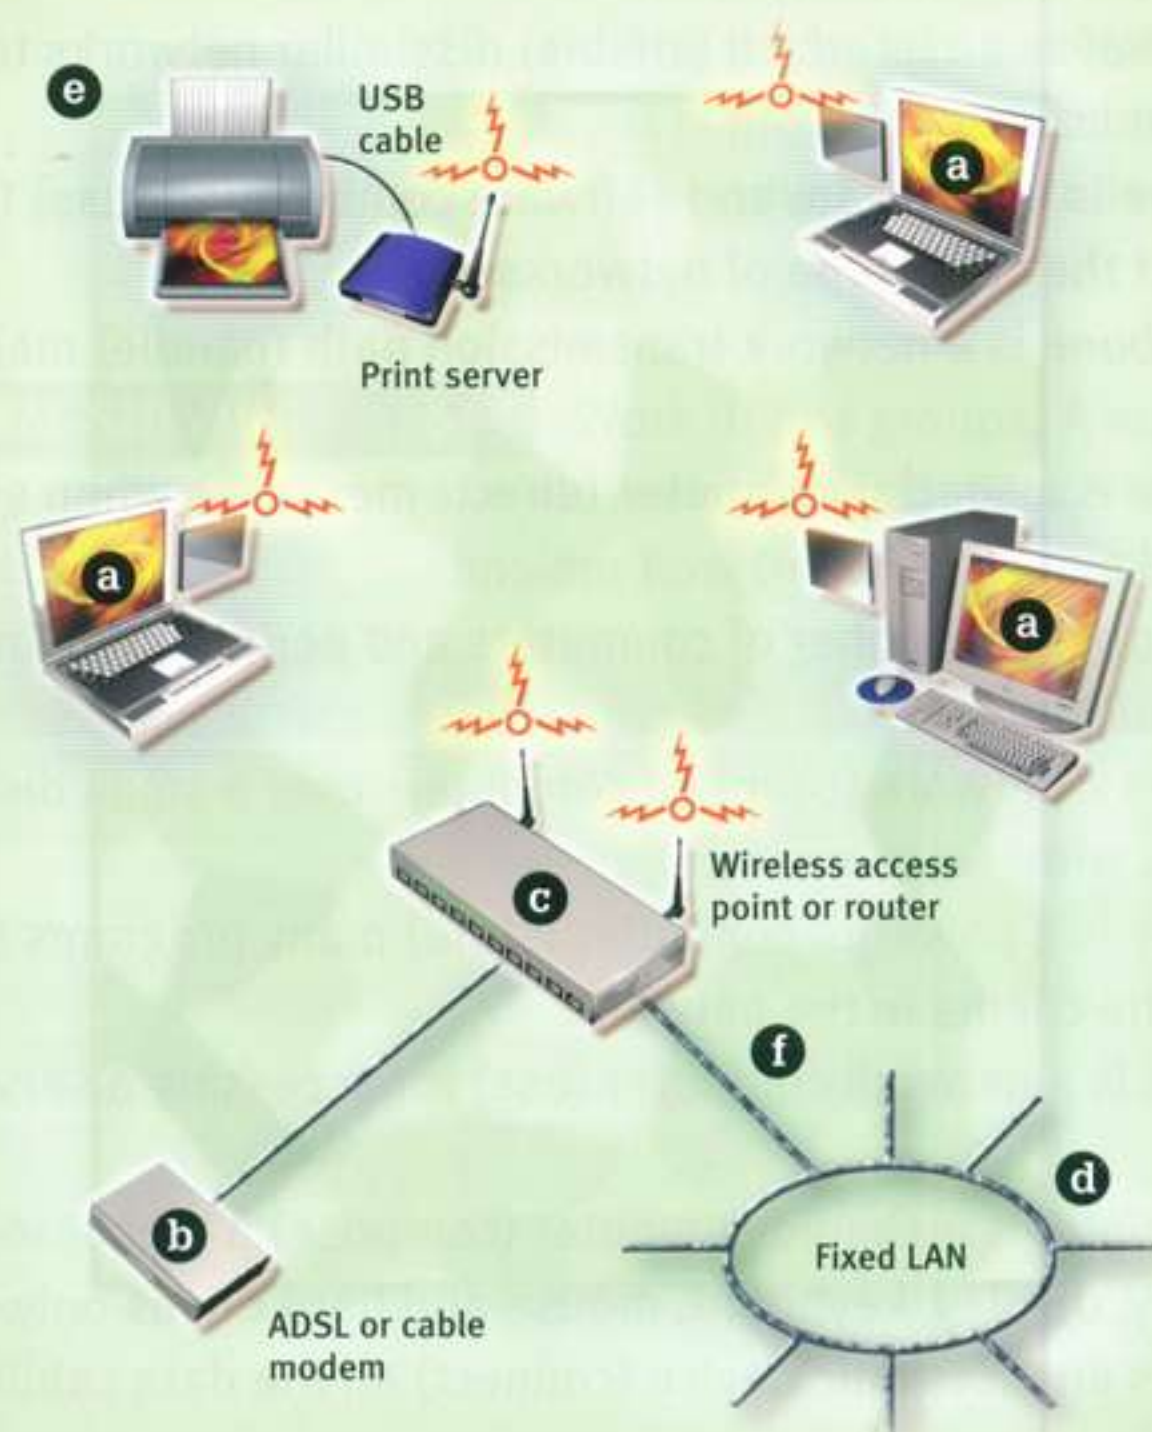 e
USB
cable
a
Print server
a
a
c
Wireless access
point or router
f
d
b
Fixed LAN
ADSL or cable
modem